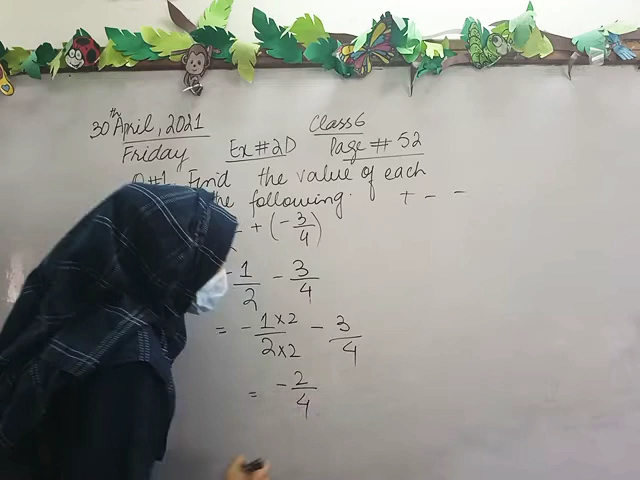 30th April, 2021 Class 6
Friday Ex # 2D Page # 52
Q#1 Find the value of each
the following. + - -
+ (-3/4)
-1/2 - 3/4
= - 1×2/2×2 - 3/4
= -2/4